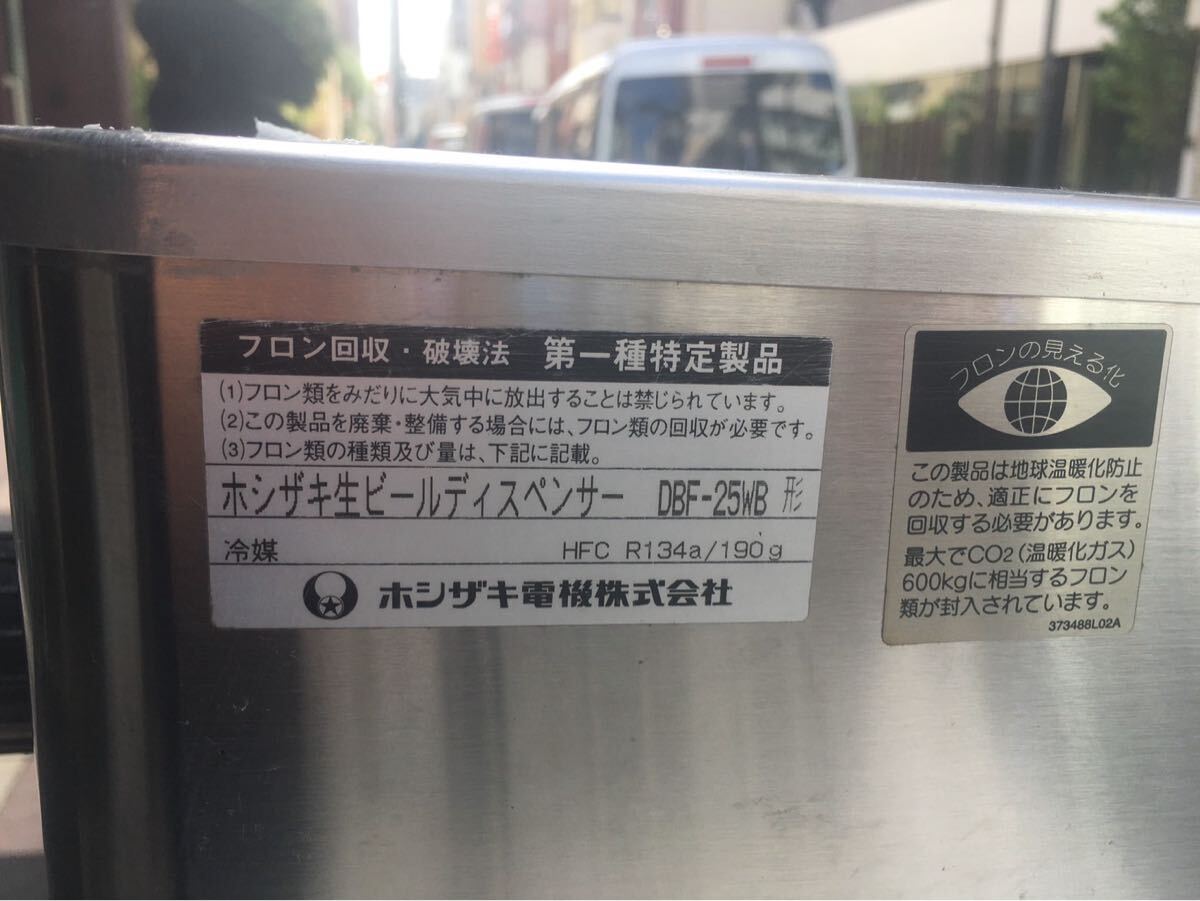 フロン回収・破壊法 第一種特定製品
(1)フロン類をみだりに大気中に放出することは禁じられています。
(2)この製品を廃棄・整備する場合には、フロン類の回収が必要です。
(3)フロン類の種類及び量は、下記に記載。
ホシザキ生ビールディスペンサー DBF-25WB 形
冷媒 HFC R134a/190g
ホシザキ電機株式会社
フロンの見える化
この製品は地球温暖化防止
のため、適正にフロンを
回収する必要があります。
最大でCO2(温暖化ガス)
600kgに相当するフロン
類が封入されています。
373488L02A